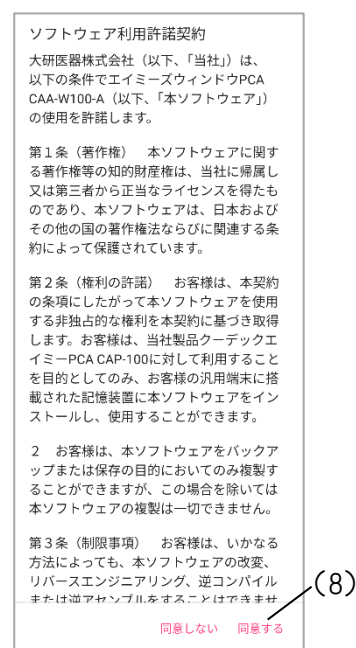 ソフトウェア利用許諾契約
大研医器株式会社（以下、「当社」）は、
以下の条件でエイミーズウィンドウPCA
CAA-W100-A（以下、「本ソフトウェア」）
の使用を許諾します。
第１条（著作権）　本ソフトウェアに関す
る著作権等の知的財産権は、当社に帰属し
又は第三者から正当なライセンスを得たも
のであり、本ソフトウェアは、日本および
その他の国の著作権法ならびに関連する条
約によって保護されています。
第２条（権利の許諾）　お客様は、本契約
の条項にしたがって本ソフトウェアを使用
する非独占的な権利を本契約に基づき取得
します。お客様は、当社製品クーデックエ
イミーPCA CAP-100に対して利用すること
を目的としてのみ、お客様の汎用端末に搭
載された記憶装置に本ソフトウェアをイン
ストールし、使用することができます。
２　お客様は、本ソフトウェアをバックア
ップまたは保存の目的においてのみ複製す
ることができますが、この場合を除いては
本ソフトウェアの複製は一切できません。
第３条（制限事項）　お客様は、いかなる
方法によっても、本ソフトウェアの改変、
リバースエンジニアリング、逆コンパイル
または逆アセンブルをすることはできませ
同意しない　同意する
(8)